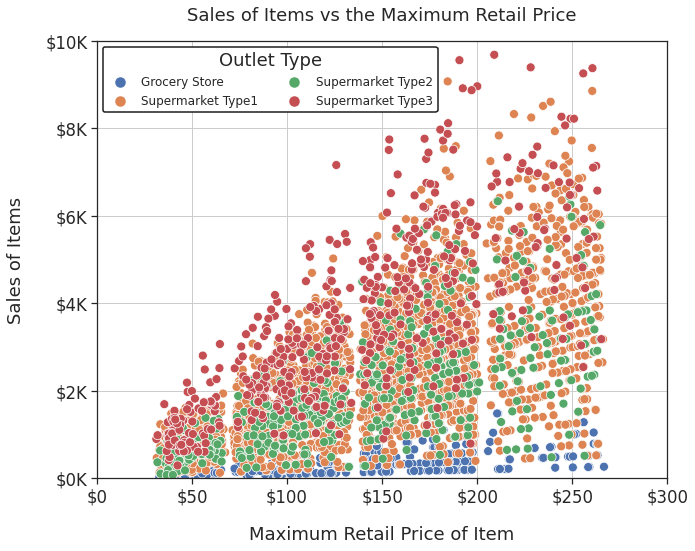 Sales of Items vs the Maximum Retail Price
Outlet Type
Grocery Store
Supermarket Type1
Supermarket Type2
Supermarket Type3
Sales of Items
$10K
$8K
$6K
$4K
$2K
$0K
$0 $50 $100 $150 $200 $250 $300
Maximum Retail Price of Item